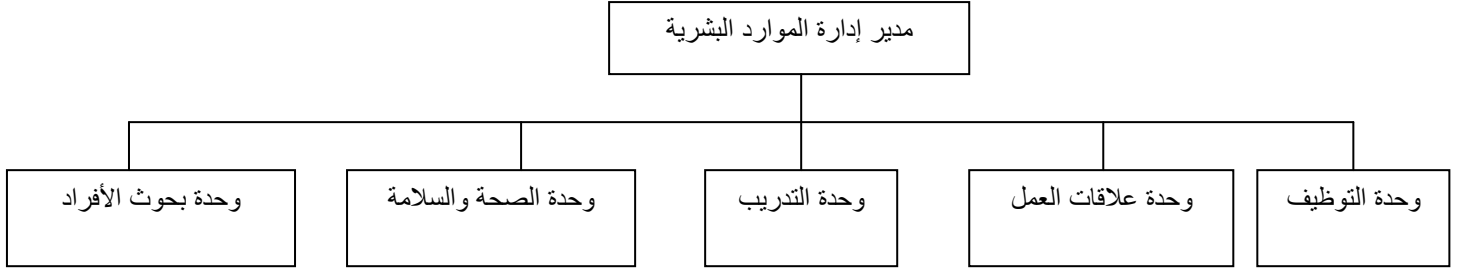 مدير إدارة الموارد البشرية
وحدة التوظيف
وحدة علاقات العمل
وحدة التدريب
وحدة الصحة والسلامة
وحدة بحوث الأفراد